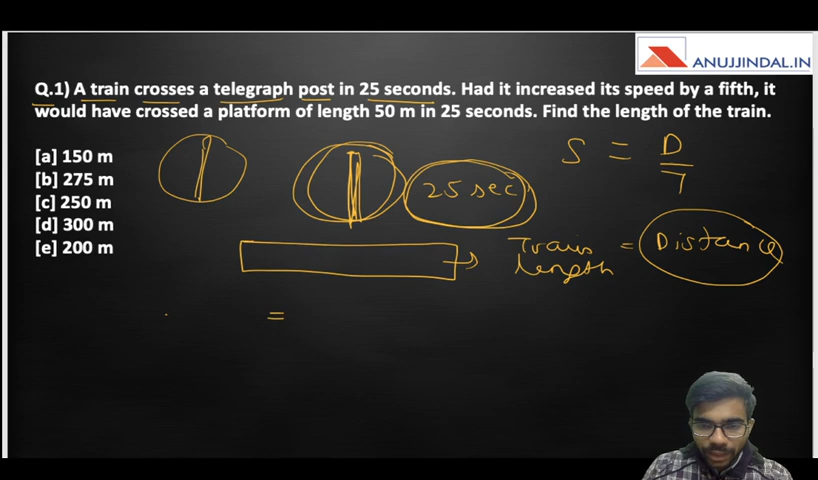 ANUJJINDAL.IN
Q.1) A train crosses a telegraph post in 25 seconds. Had it increased its speed by a fifth, it
would have crossed a platform of length 50 m in 25 seconds. Find the length of the train.
[a] 150 m
[b] 275 m
[c] 250 m
[d] 300 m
[e] 200 m
S = D
T
25 sec
Train = Distance
length
=